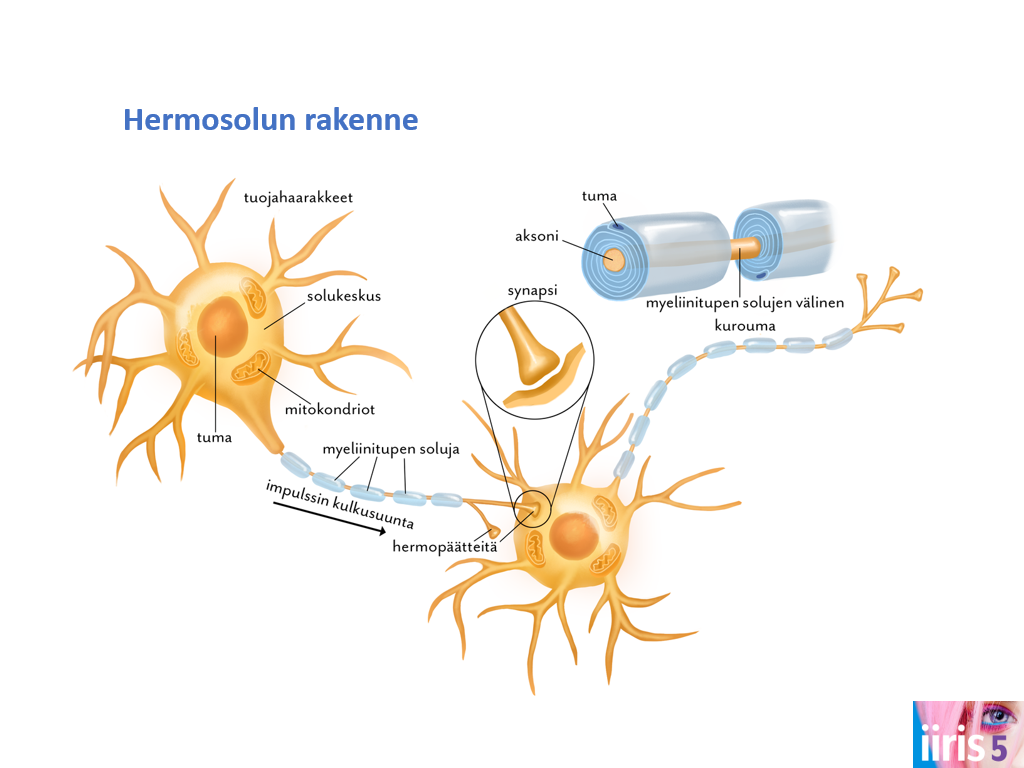 Hermosolun rakenne
tuojahaarakkeet
tuma
aksoni
solukeskus
synapsi
myeliinitupen solujen välinen
kurouma
mitokondriot
tuma
myeliinitupen soluja
impulssin kulkusuunta
hermopäätteitä
iiris 5